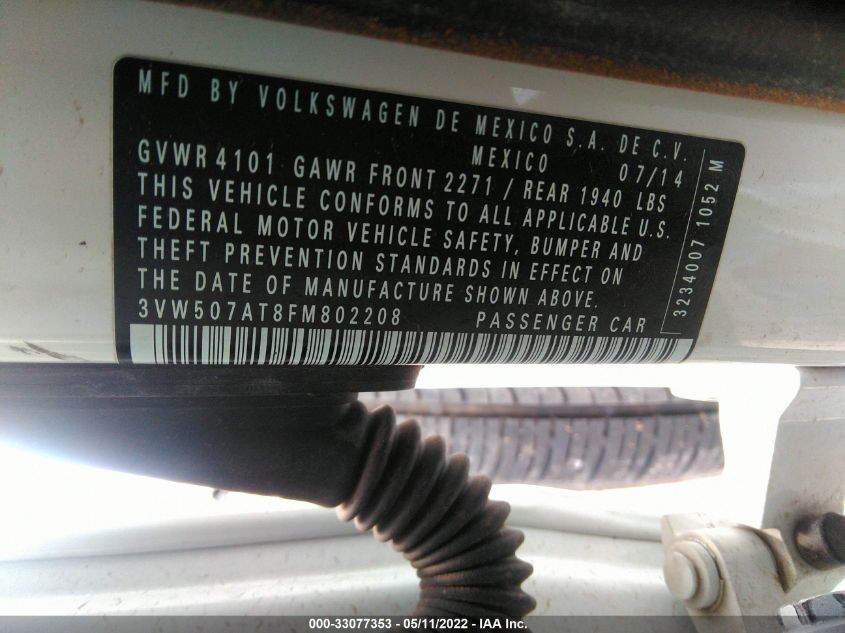 MFD BY VOLKSWAGEN DE MEXICO S.A. DE C.V.
MEXICO 07/14
GVWR 4101 GAWR FRONT 2271 / REAR 1940 LBS
THIS VEHICLE CONFORMS TO ALL APPLICABLE U.S.
FEDERAL MOTOR VEHICLE SAFETY, BUMPER AND
THEFT PREVENTION STANDARDS IN EFFECT ON
THE DATE OF MANUFACTURE SHOWN ABOVE.
3VW507AT8FM802208 PASSENGER CAR
3234007 1052 M
000-33077353 - 05/11/2022 - IAA Inc.